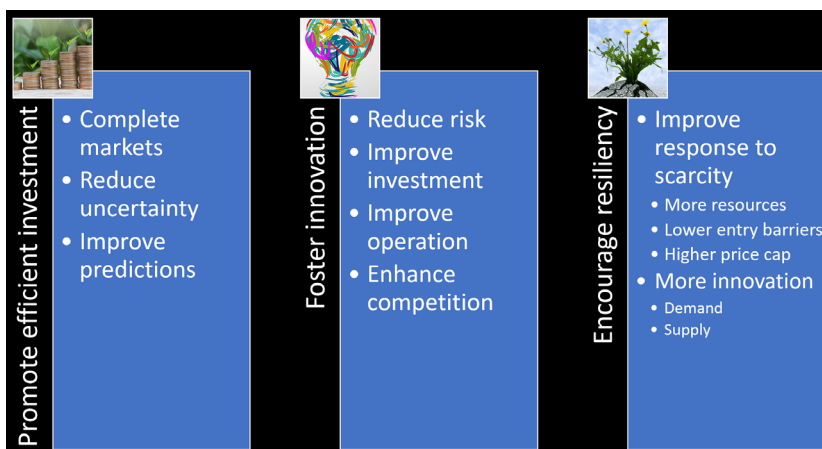 Promote efficient investment
• Complete
markets
• Reduce
uncertainty
• Improve
predictions
Foster innovation
• Reduce risk
• Improve
investment
• Improve
operation
• Enhance
competition
Encourage resiliency
• Improve
response to
scarcity
• More resources
• Lower entry barriers
• Higher price cap
• More innovation
• Demand
• Supply